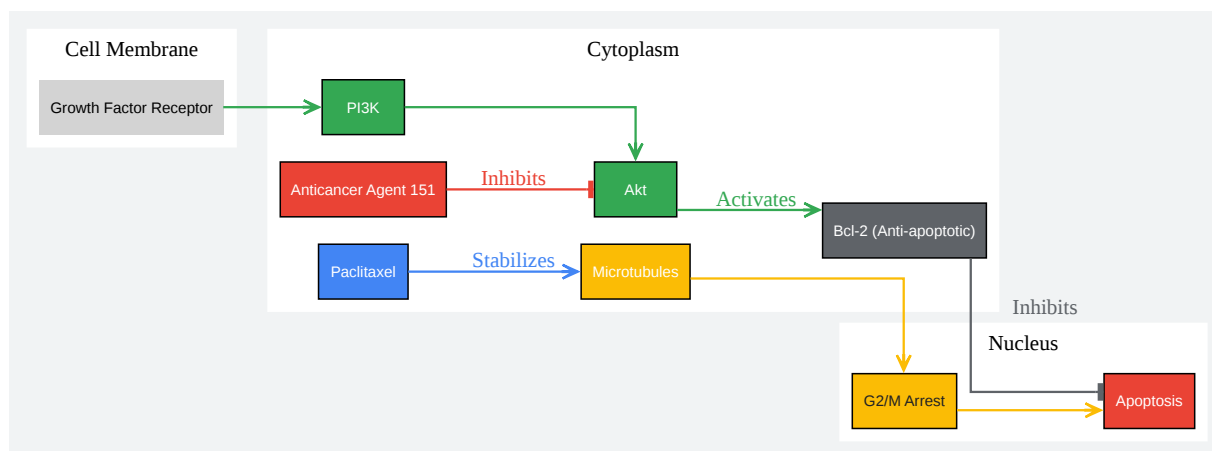 Cell Membrane
Cytoplasm
Growth Factor Receptor
PI3K
Anticancer Agent 151
Inhibits
Akt
Activates
Bcl-2 (Anti-apoptotic)
Paclitaxel
Stabilizes
Microtubules
Inhibits
Nucleus
G2/M Arrest
Apoptosis